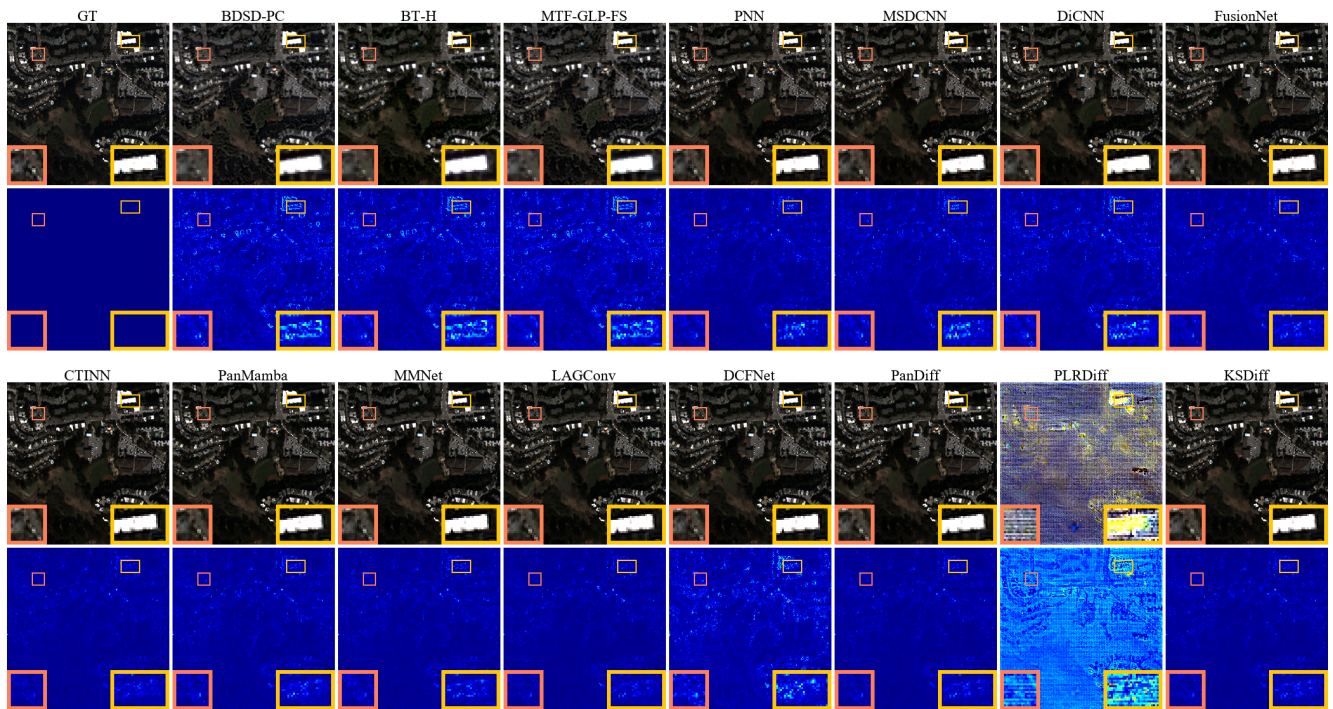 GT BDSD-PC BT-H MTF-GLP-FS PNN MSDCNN DiCNN FusionNet
CTINN PanMamba MMNet LAGConv DCFNet PanDiff PLRDiff KSDiff